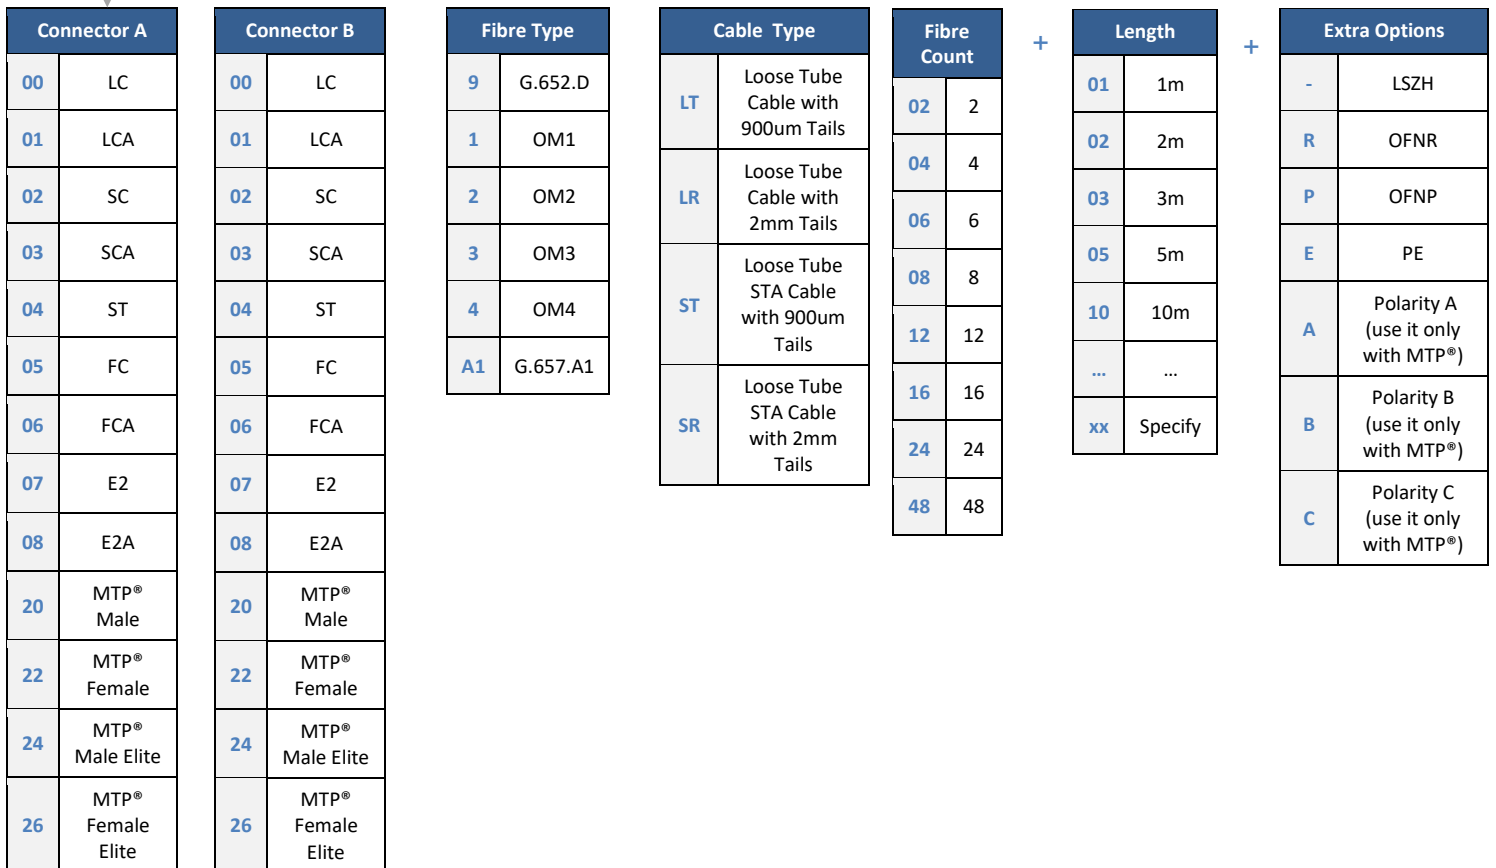 Connector A
00 LC
01 LCA
02 SC
03 SCA
04 ST
05 FC
06 FCA
07 E2
08 E2A
20 MTP®
Male
22 MTP®
Female
24 MTP®
Male Elite
26 MTP®
Female
Elite
Connector B
00 LC
01 LCA
02 SC
03 SCA
04 ST
05 FC
06 FCA
07 E2
08 E2A
20 MTP®
Male
22 MTP®
Female
24 MTP®
Male Elite
26 MTP®
Female
Elite
Fibre Type
9 G.652.D
1 OM1
2 OM2
3 OM3
4 OM4
A1 G.657.A1
Cable Type
LT Loose Tube
Cable with
900um Tails
LR Loose Tube
Cable with
2mm Tails
ST Loose Tube
STA Cable
with 900um
Tails
SR Loose Tube
STA Cable
with 2mm
Tails
Fibre
Count
02 2
04 4
06 6
08 8
12 12
16 16
24 24
48 48
+
Length
01 1m
02 2m
03 3m
05 5m
10 10m
... ...
xx Specify
+
Extra Options
- LSZH
R OFNR
P OFNP
E PE
A Polarity A
(use it only
with MTP®)
B Polarity B
(use it only
with MTP®)
C Polarity C
(use it only
with MTP®)